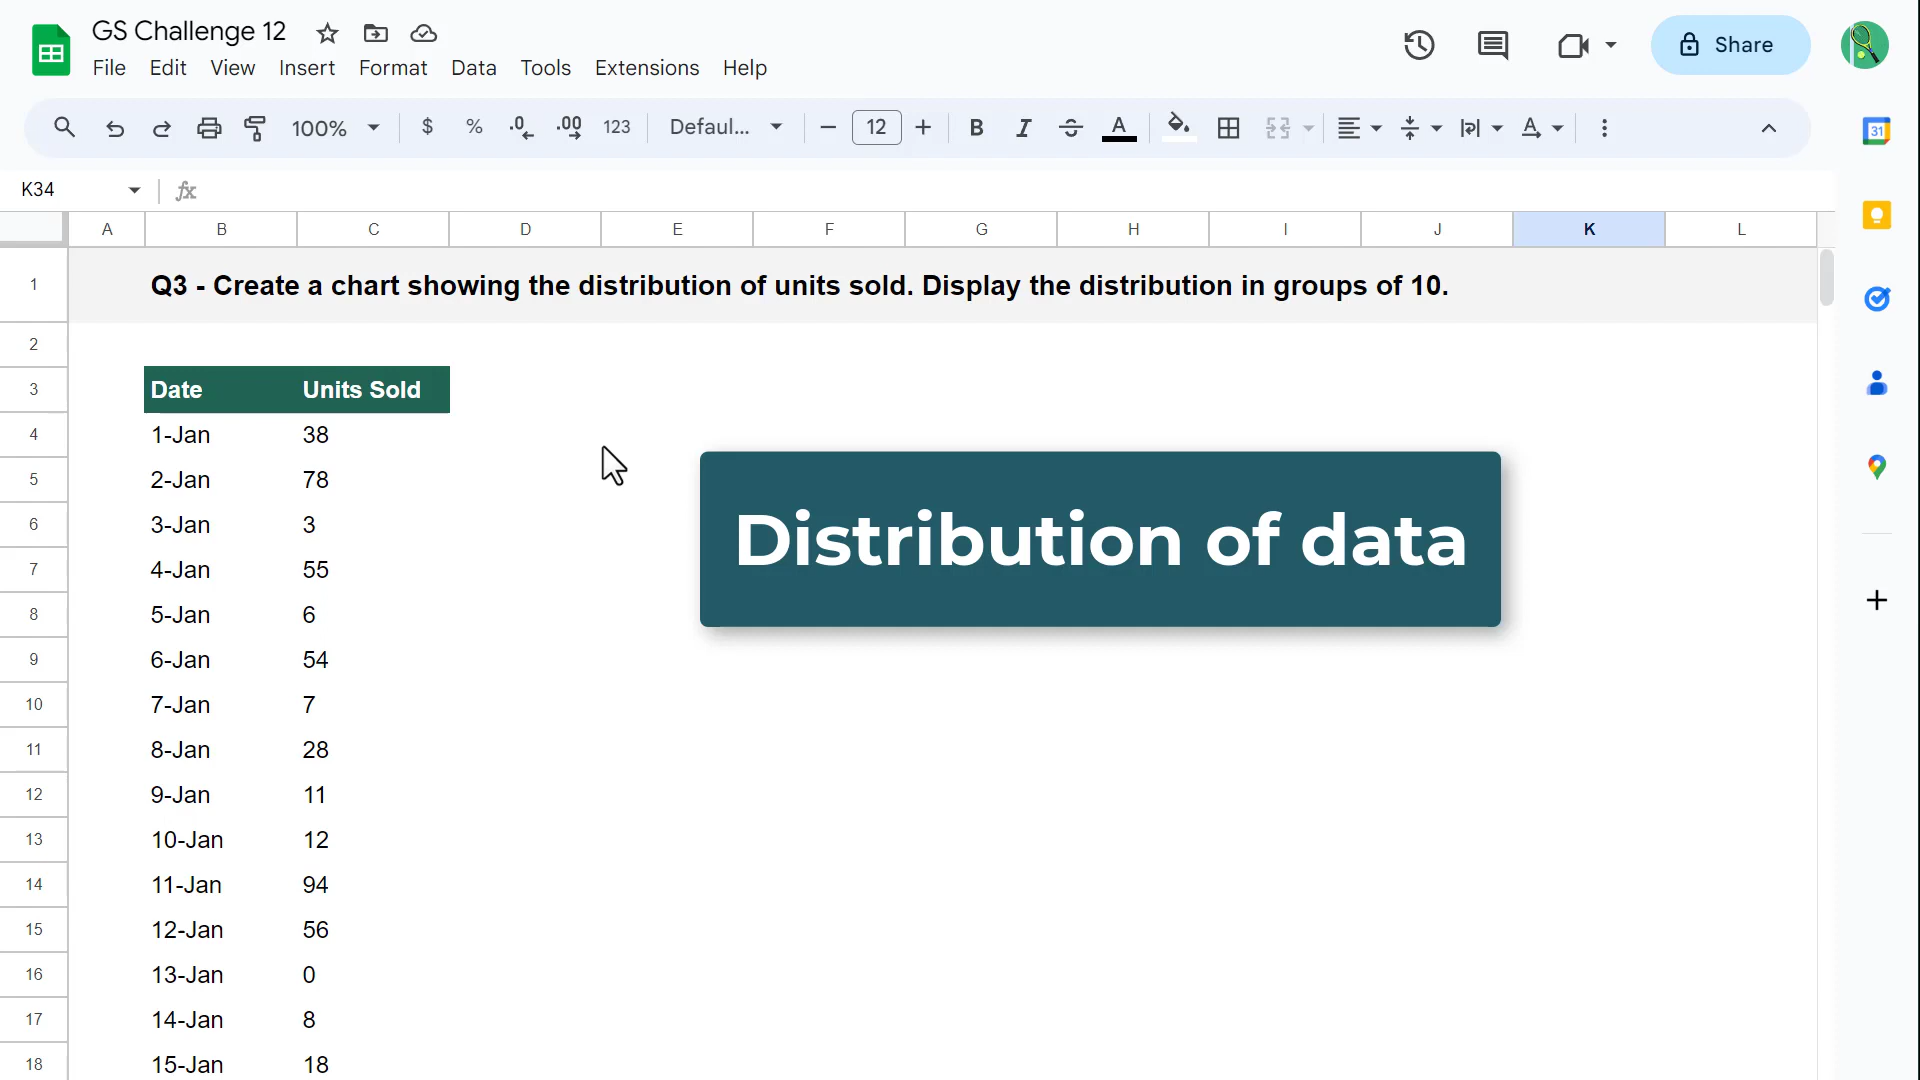 GS Challenge 12
File Edit View Insert Format Data Tools Extensions Help
Share
100% $ % .0 .00 123 Defaul... 12 B I A A
31
K34 fx
A B C D E F G H I J K L
1 Q3 - Create a chart showing the distribution of units sold. Display the distribution in groups of 10.
2
3 Date Units Sold
4 1-Jan 38
5 2-Jan 78
6 3-Jan 3
7 4-Jan 55
8 5-Jan 6
9 6-Jan 54
10 7-Jan 7
11 8-Jan 28
12 9-Jan 11
13 10-Jan 12
14 11-Jan 94
15 12-Jan 56
16 13-Jan 0
17 14-Jan 8
18 15-Jan 18
Distribution of data